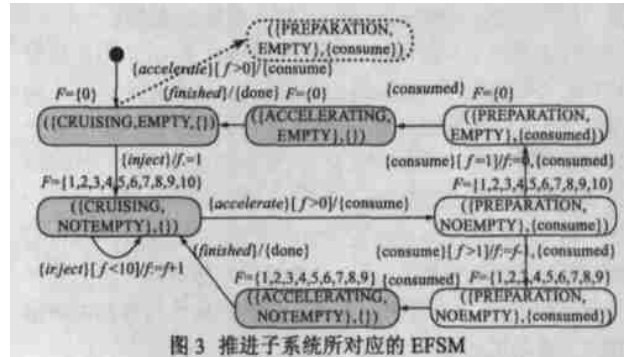 ({PREPARATION,
EMPTY},{consume})
{accelerate}[f>0]/{consume}
F={0}
{finished}/{done}
F={0}
{consumed}
F={0}
({CRUISING,EMPTY,{})
({ACCELERATING,
EMPTY},{})
({PREPARATION,
EMPTY},{consumed})
{inject}/f:=1
{consume}[f=1]/f:=0,{consumed}
F={1,2,3,4,5,6,7,8,9,10}
F={1,2,3,4,5,6,7,8,9,10}
({CRUISING,
NOTEMPTY},{})
{accelerate}[f>0]/{consume}
({PREPARATION,
NOEMPTY},{consume})
{irject}[f<10]/f:=f+1
{finished}/{done}
{consume}[f>1]/f:=f-1,{consumed}
F={1,2,3,4,5,6,7,8,9}
{consumed}
F={1,2,3,4,5,6,7,8,9}
({ACCELERATING,
NOTEMPTY},{})
({PREPARATION,
NOEMPTY},{consumed})
图 3 推进子系统所对应的 EFSM